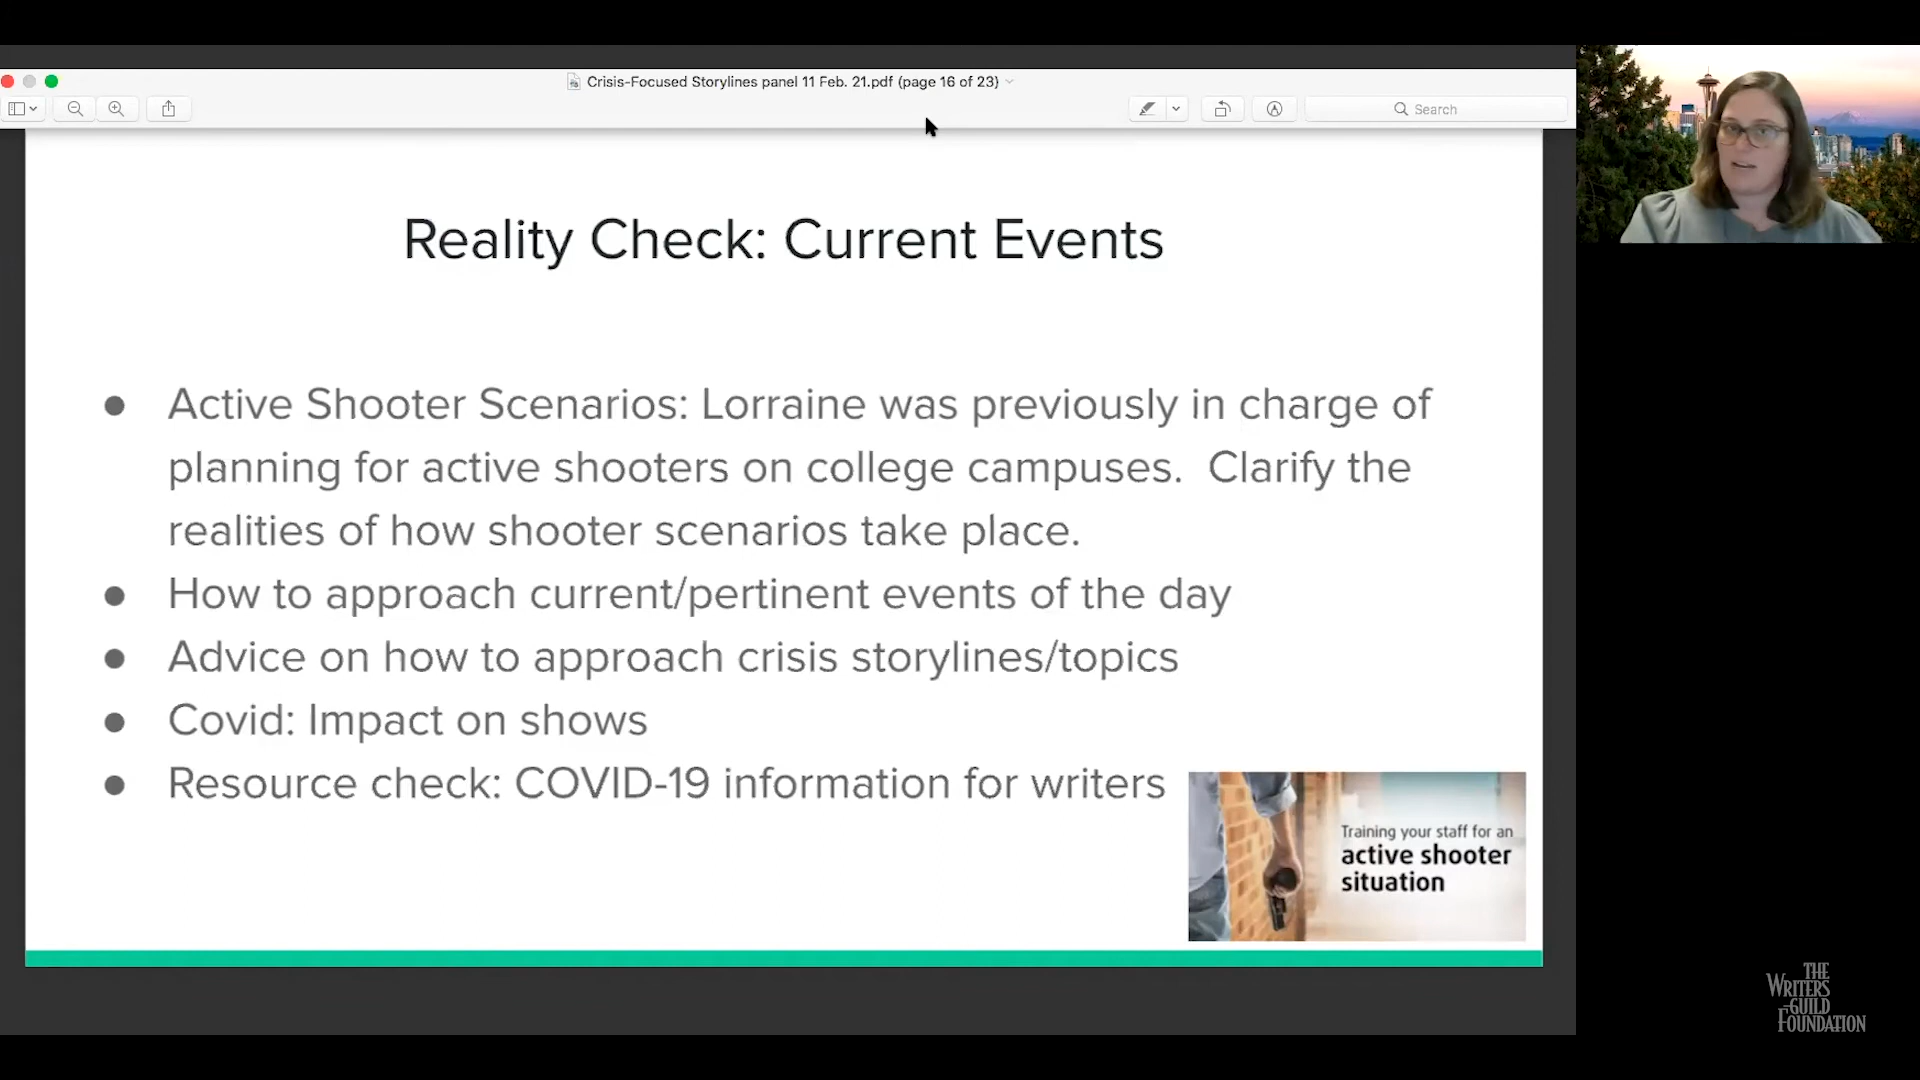 Crisis-Focused Storylines panel 11 Feb. 21.pdf (page 16 of 23)
Search
Reality Check: Current Events
● Active Shooter Scenarios: Lorraine was previously in charge of
planning for active shooters on college campuses.  Clarify the
realities of how shooter scenarios take place.
● How to approach current/pertinent events of the day
● Advice on how to approach crisis storylines/topics
● Covid: Impact on shows
● Resource check: COVID-19 information for writers
Training your staff for an
active shooter
situation
THE
WRITERS
GUILD
FOUNDATION